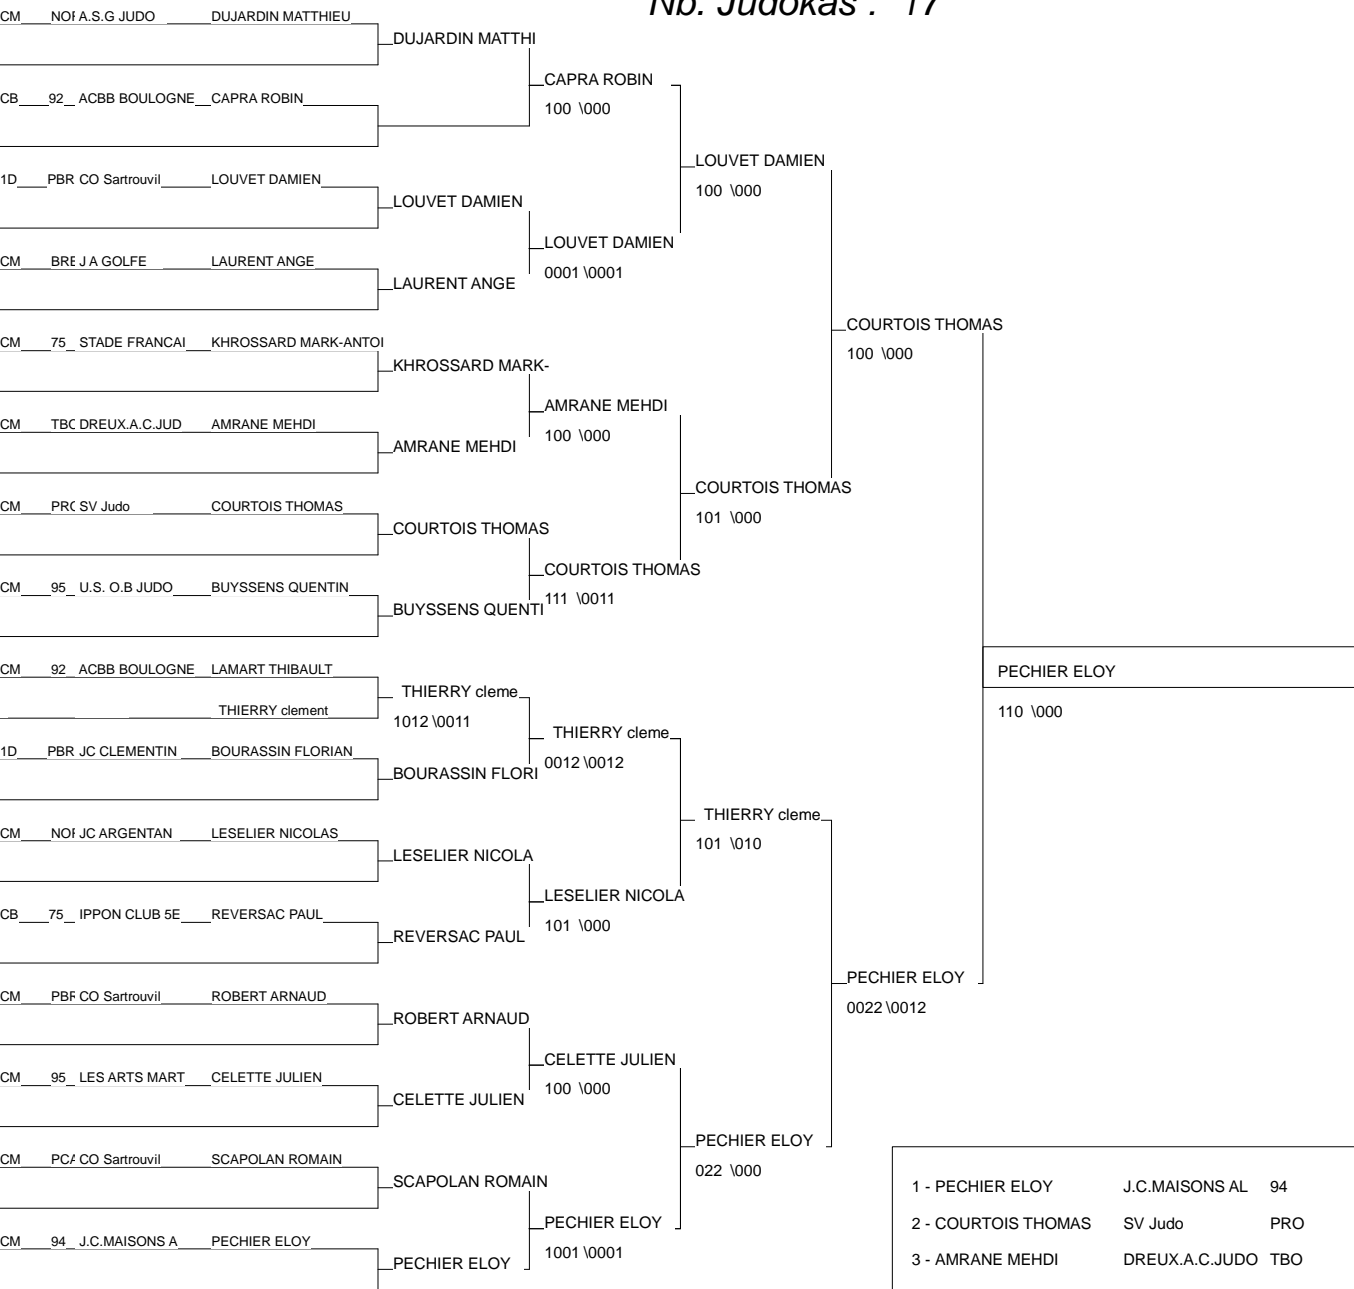 Nb. Judokas : 17
CM NOR A.S.G JUDO DUJARDIN MATTHIEU
DUJARDIN MATTHI
CAPRA ROBIN
100 \000
CB 92 ACBB BOULOGNE CAPRA ROBIN
LOUVET DAMIEN
100 \000
1D PBR CO Sartrouvil LOUVET DAMIEN
LOUVET DAMIEN
LOUVET DAMIEN
0001 \0001
CM BRE J A GOLFE LAURENT ANGE
LAURENT ANGE
COURTOIS THOMAS
100 \000
CM 75 STADE FRANCAI KHROSSARD MARK-ANTOI
KHROSSARD MARK-
AMRANE MEHDI
100 \000
CM TBO DREUX.A.C.JUD AMRANE MEHDI
AMRANE MEHDI
COURTOIS THOMAS
101 \000
CM PRO SV Judo COURTOIS THOMAS
COURTOIS THOMAS
COURTOIS THOMAS
111 \0011
CM 95 U.S. O.B JUDO BUYSSENS QUENTIN
BUYSSENS QUENTI
CM 92 ACBB BOULOGNE LAMART THIBAULT
PECHIER ELOY
110 \000
THIERRY cleme
1012 \0011
THIERRY clement
THIERRY cleme
0012 \0012
1D PBR JC CLEMENTIN BOURASSIN FLORIAN
BOURASSIN FLORI
THIERRY cleme
101 \010
CM NOR JC ARGENTAN LESELIER NICOLAS
LESELIER NICOLA
LESELIER NICOLA
101 \000
CB 75 IPPON CLUB 5E REVERSAC PAUL
REVERSAC PAUL
PECHIER ELOY
0022 \0012
CM PBR CO Sartrouvil ROBERT ARNAUD
ROBERT ARNAUD
CELETTE JULIEN
100 \000
CM 95 LES ARTS MART CELETTE JULIEN
CELETTE JULIEN
PECHIER ELOY
022 \000
CM PCA CO Sartrouvil SCAPOLAN ROMAIN
SCAPOLAN ROMAIN
PECHIER ELOY
1001 \0001
CM 94 J.C.MAISONS A PECHIER ELOY
PECHIER ELOY
1 - PECHIER ELOY J.C.MAISONS AL 94
2 - COURTOIS THOMAS SV Judo PRO
3 - AMRANE MEHDI DREUX.A.C.JUDO TBO